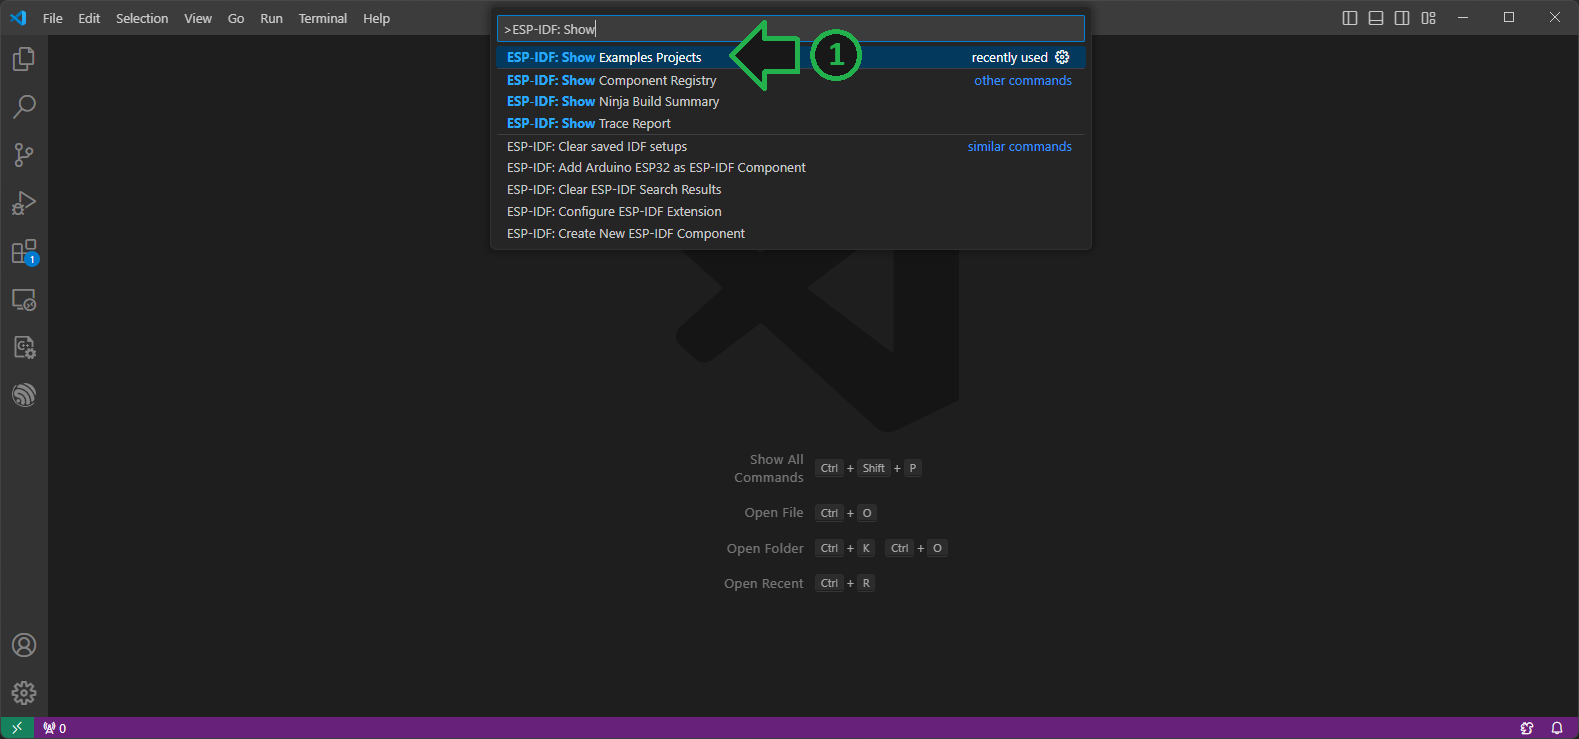 File Edit Selection View Go Run Terminal Help
>ESP-IDF: Show
ESP-IDF: Show Examples Projects recently used
1
ESP-IDF: Show Component Registry other commands
ESP-IDF: Show Ninja Build Summary
ESP-IDF: Show Trace Report
ESP-IDF: Clear saved IDF setups similar commands
ESP-IDF: Add Arduino ESP32 as ESP-IDF Component
ESP-IDF: Clear ESP-IDF Search Results
ESP-IDF: Configure ESP-IDF Extension
ESP-IDF: Create New ESP-IDF Component
1
Show All
Commands Ctrl + Shift + P
Open File Ctrl + O
Open Folder Ctrl + K Ctrl + O
Open Recent Ctrl + R
0